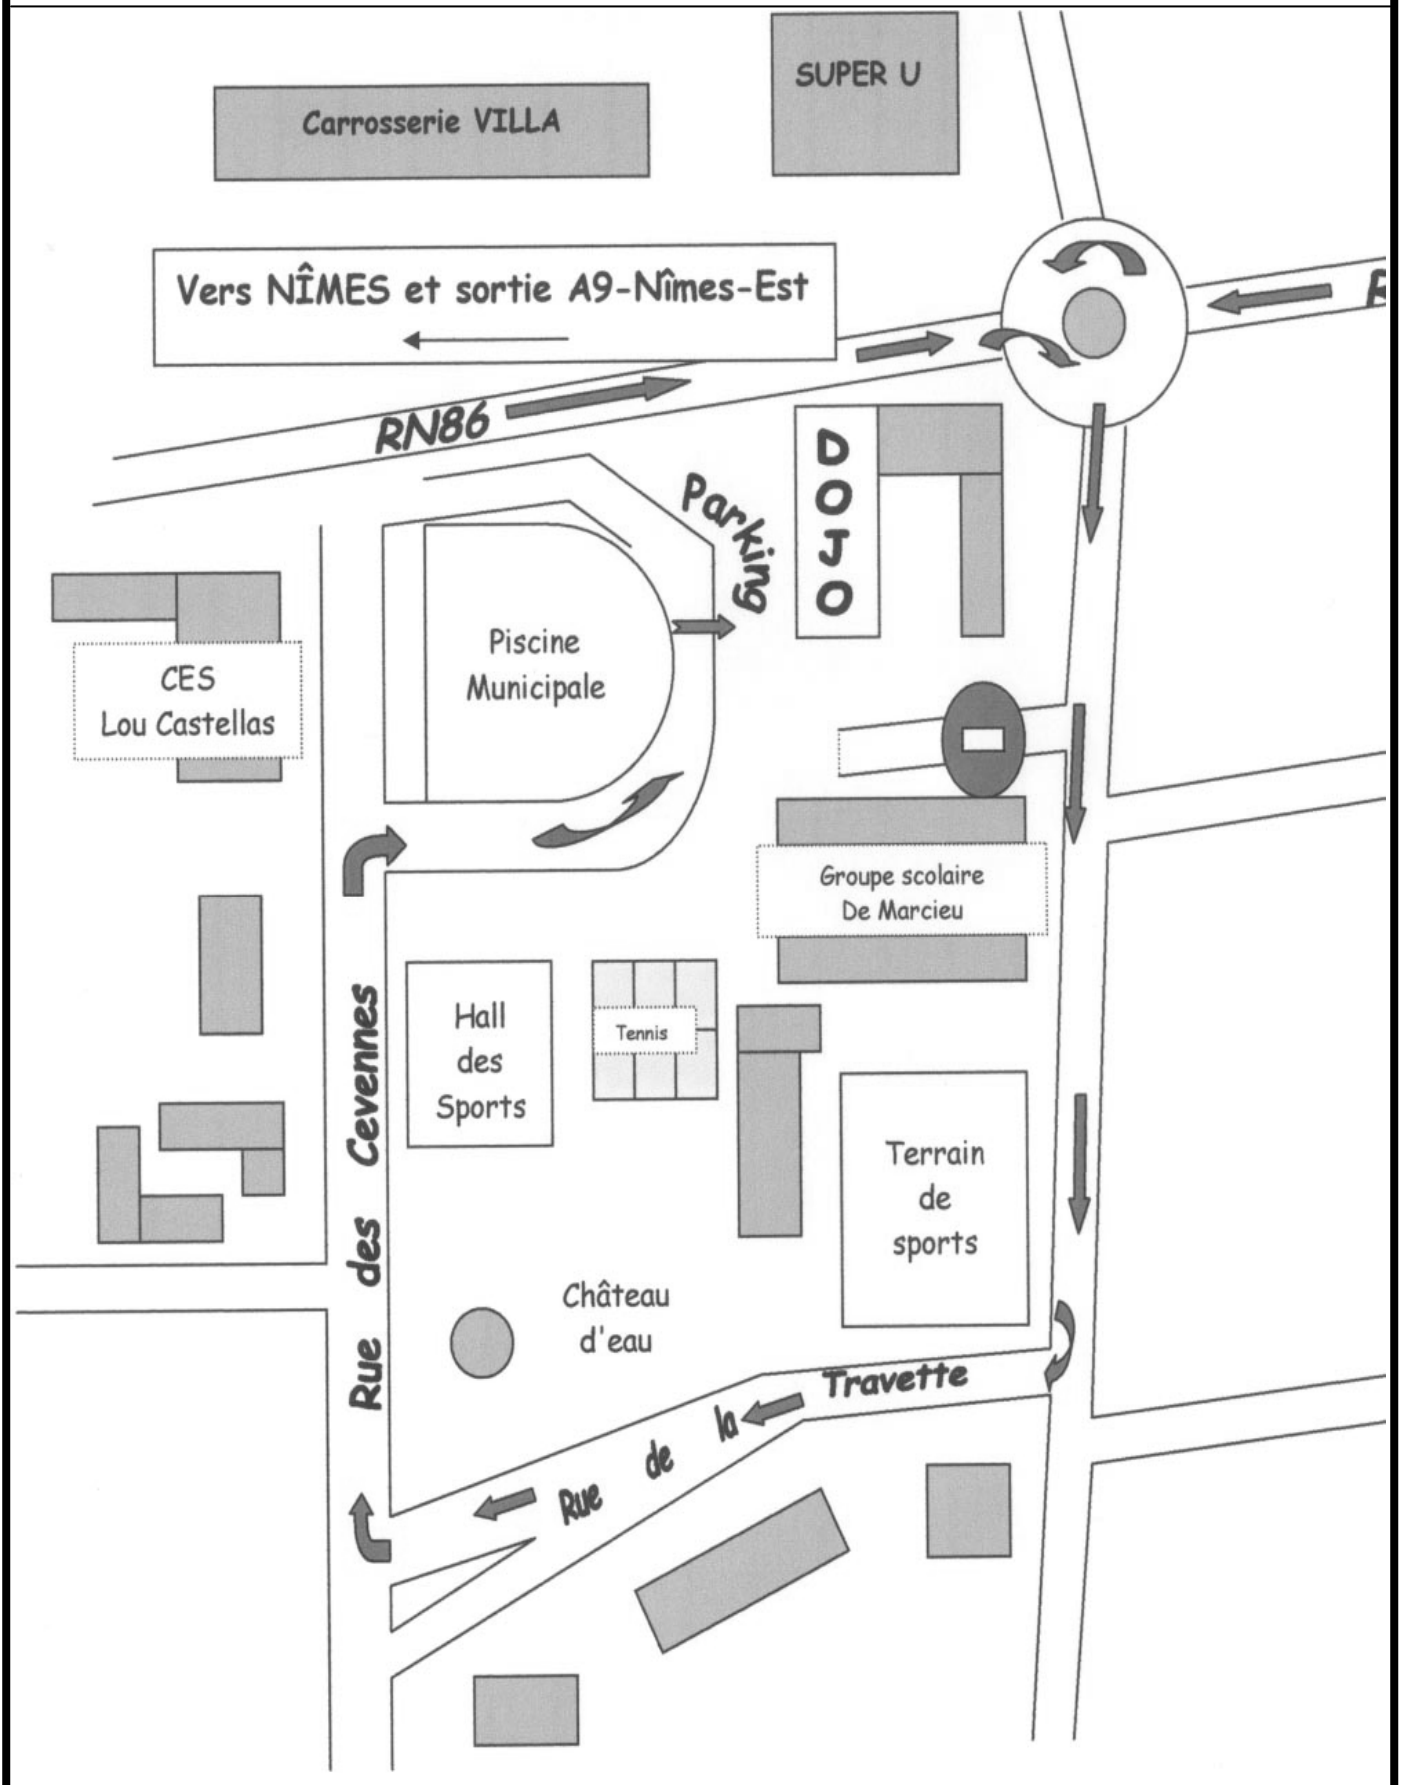 SUPER U
Carrosserie VILLA
Vers NÎMES et sortie A9-Nîmes-Est
R
RN86
DOJO
Parking
Piscine
Municipale
CES
Lou Castellas
Groupe scolaire
De Marcieu
Hall
des
Sports
Tennis
Rue des Cevennes
Terrain
de
sports
Château
d'eau
Rue de la Travette